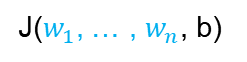 J(w₁, … , wₙ, b)